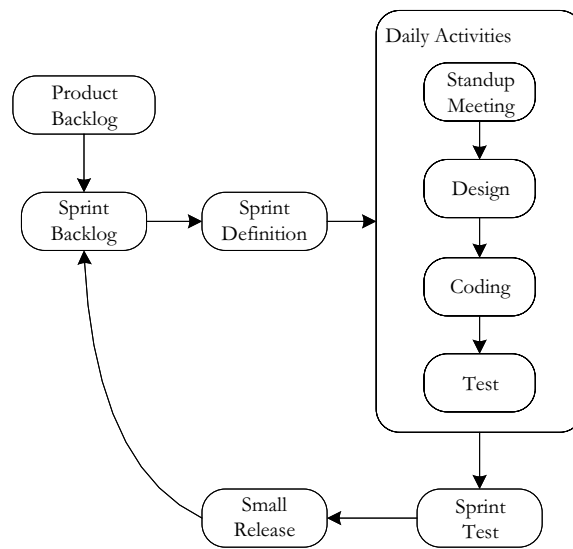 Daily Activities
Standup
Meeting
Product
Backlog
Design
Sprint
Backlog
Sprint
Definition
Coding
Test
Small
Release
Sprint
Test